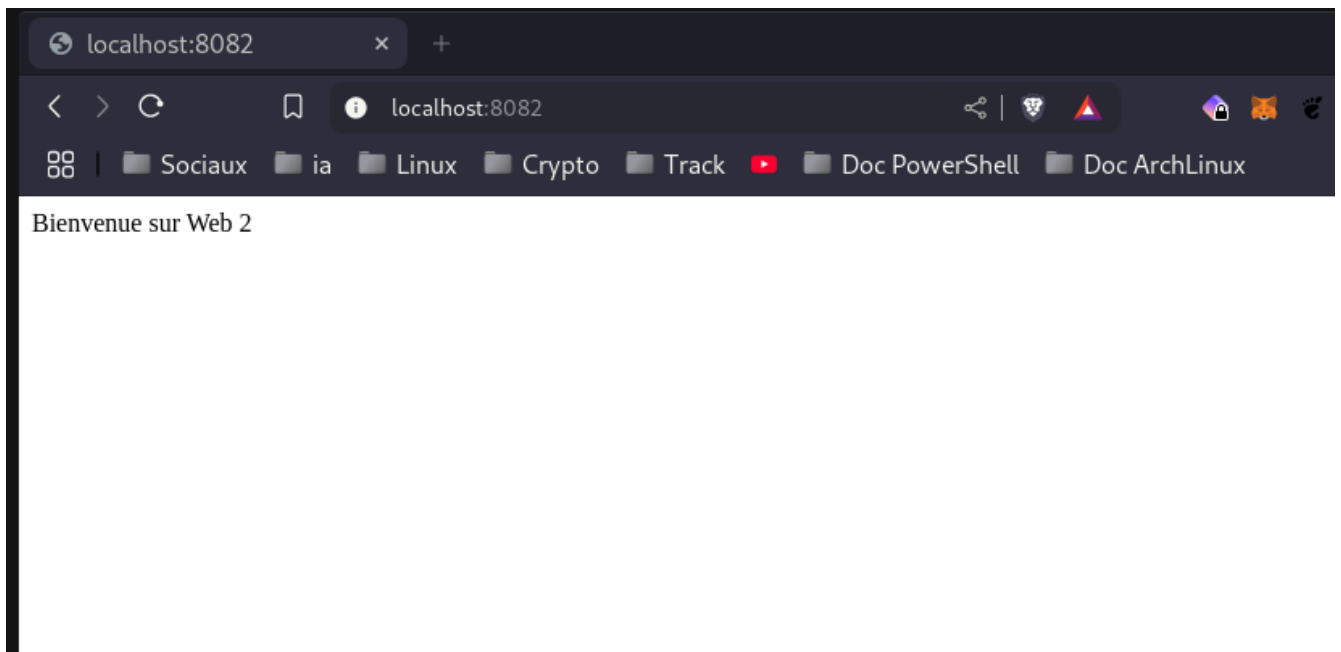 localhost:8082
localhost:8082
Sociaux ia Linux Crypto Track Doc PowerShell Doc ArchLinux
Bienvenue sur Web 2